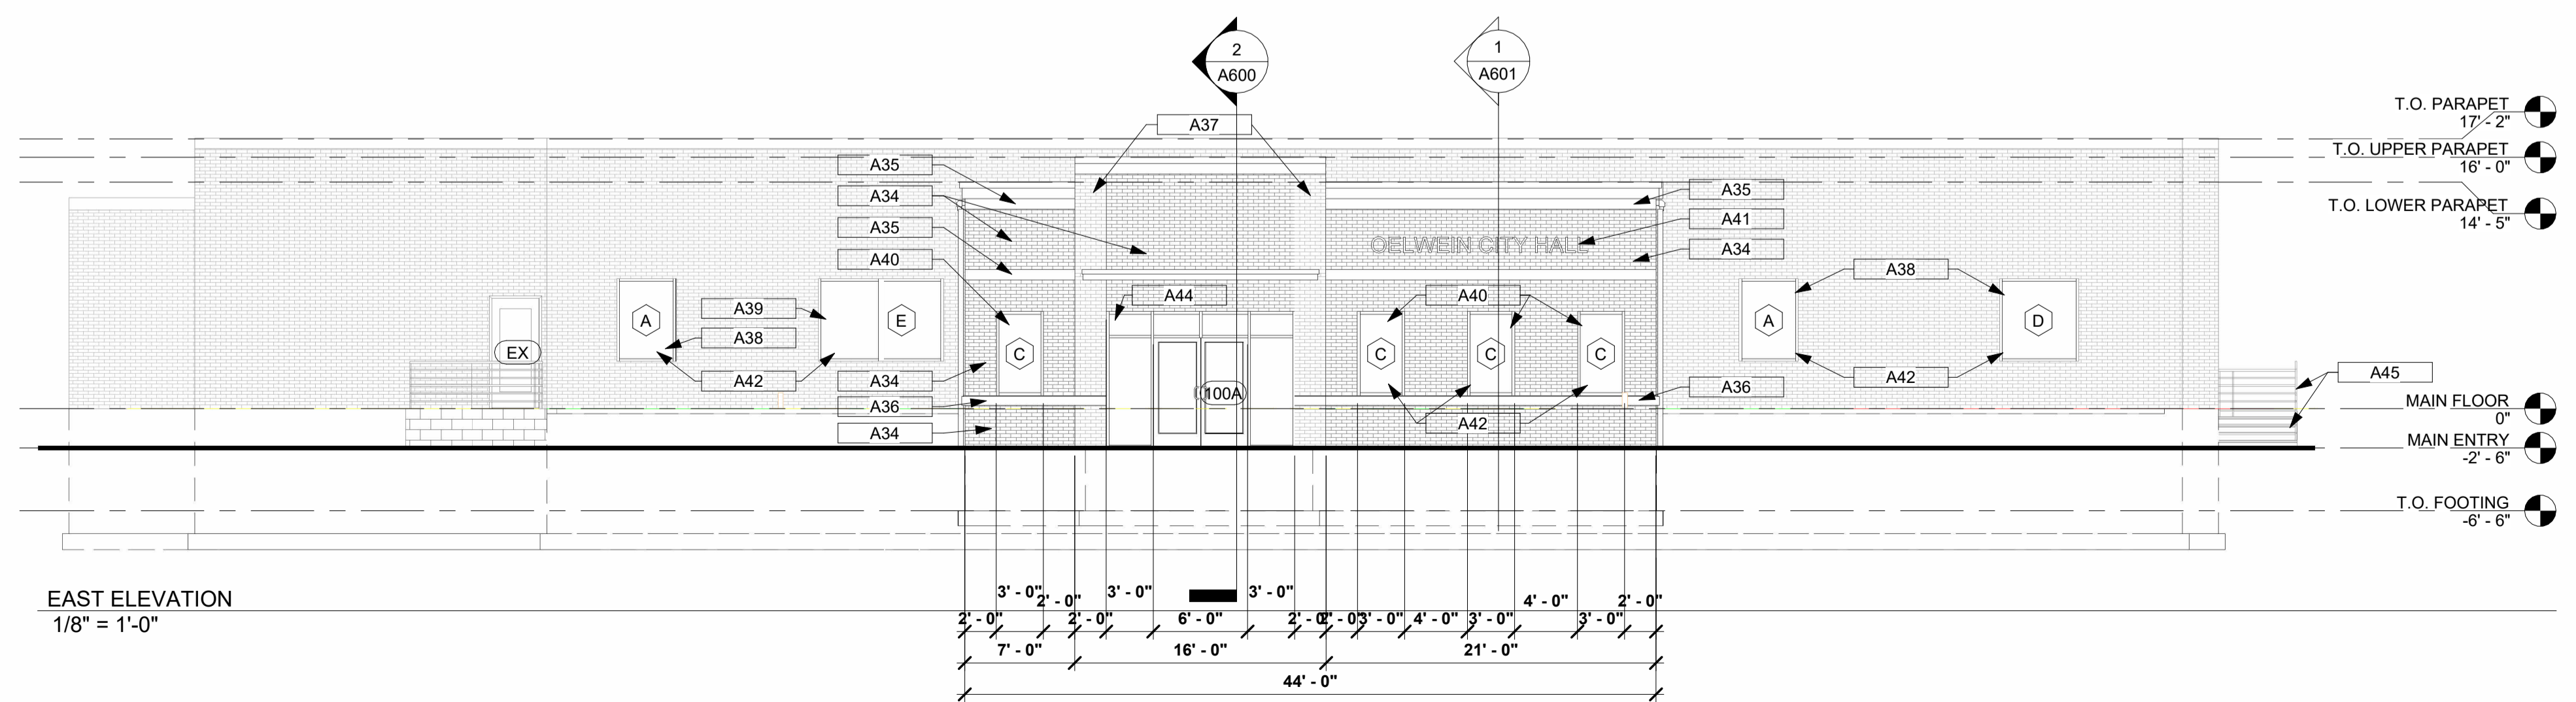 2
A600
1
A601
T.O. PARAPET
17' - 2"
A37
T.O. UPPER PARAPET
16' - 0"
A35
A34
A35
A35
A41
T.O. LOWER PARAPET
14' - 5"
OELWEIN CITY HALL
A34
A40
A38
A44
A40
A39
A
E
A
D
A38
EX
C
C
C
C
A42
A34
A42
A45
100A
A36
A36
MAIN FLOOR
0"
A42
A34
MAIN ENTRY
-2' - 6"
T.O. FOOTING
-6' - 6"
EAST ELEVATION
1/8" = 1'-0"
3' - 0"
2' - 0"
3' - 0"
3' - 0"
4' - 0"
2' - 0"
2' - 0"
2' - 0"
6' - 0"
2' - 0"
2' - 0"
3' - 0"
4' - 0"
3' - 0"
3' - 0"
7' - 0"
16' - 0"
21' - 0"
44' - 0"